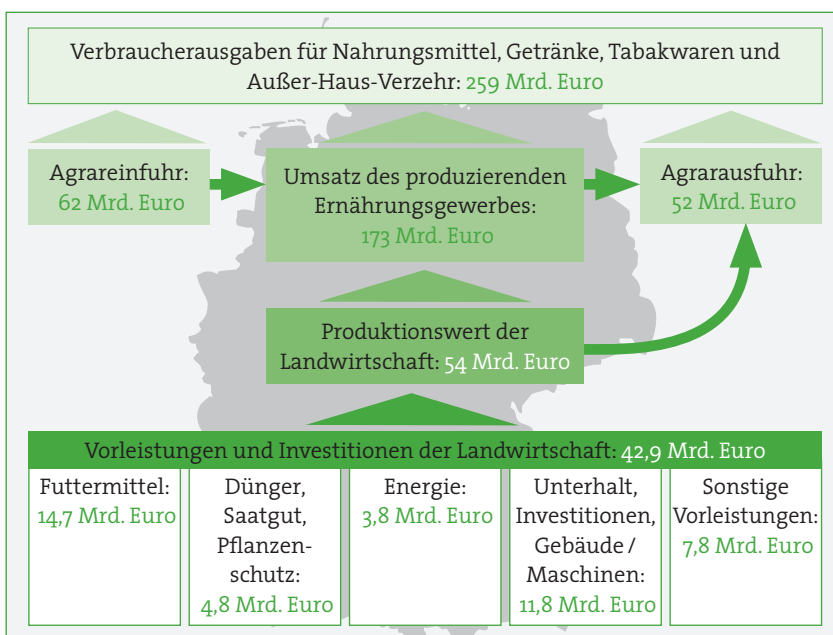 Verbraucherausgaben für Nahrungsmittel, Getränke, Tabakwaren und
Außer-Haus-Verzehr: 259 Mrd. Euro
Agrareinfuhr:
62 Mrd. Euro
Umsatz des produzierenden
Ernährungsgewerbes:
173 Mrd. Euro
Agrarausfuhr:
52 Mrd. Euro
Produktionswert der
Landwirtschaft: 54 Mrd. Euro
Vorleistungen und Investitionen der Landwirtschaft: 42,9 Mrd. Euro
Futtermittel:
14,7 Mrd. Euro
Dünger,
Saatgut,
Pflanzen-
schutz:
4,8 Mrd. Euro
Energie:
3,8 Mrd. Euro
Unterhalt,
Investitionen,
Gebäude /
Maschinen:
11,8 Mrd. Euro
Sonstige
Vorleistungen:
7,8 Mrd. Euro